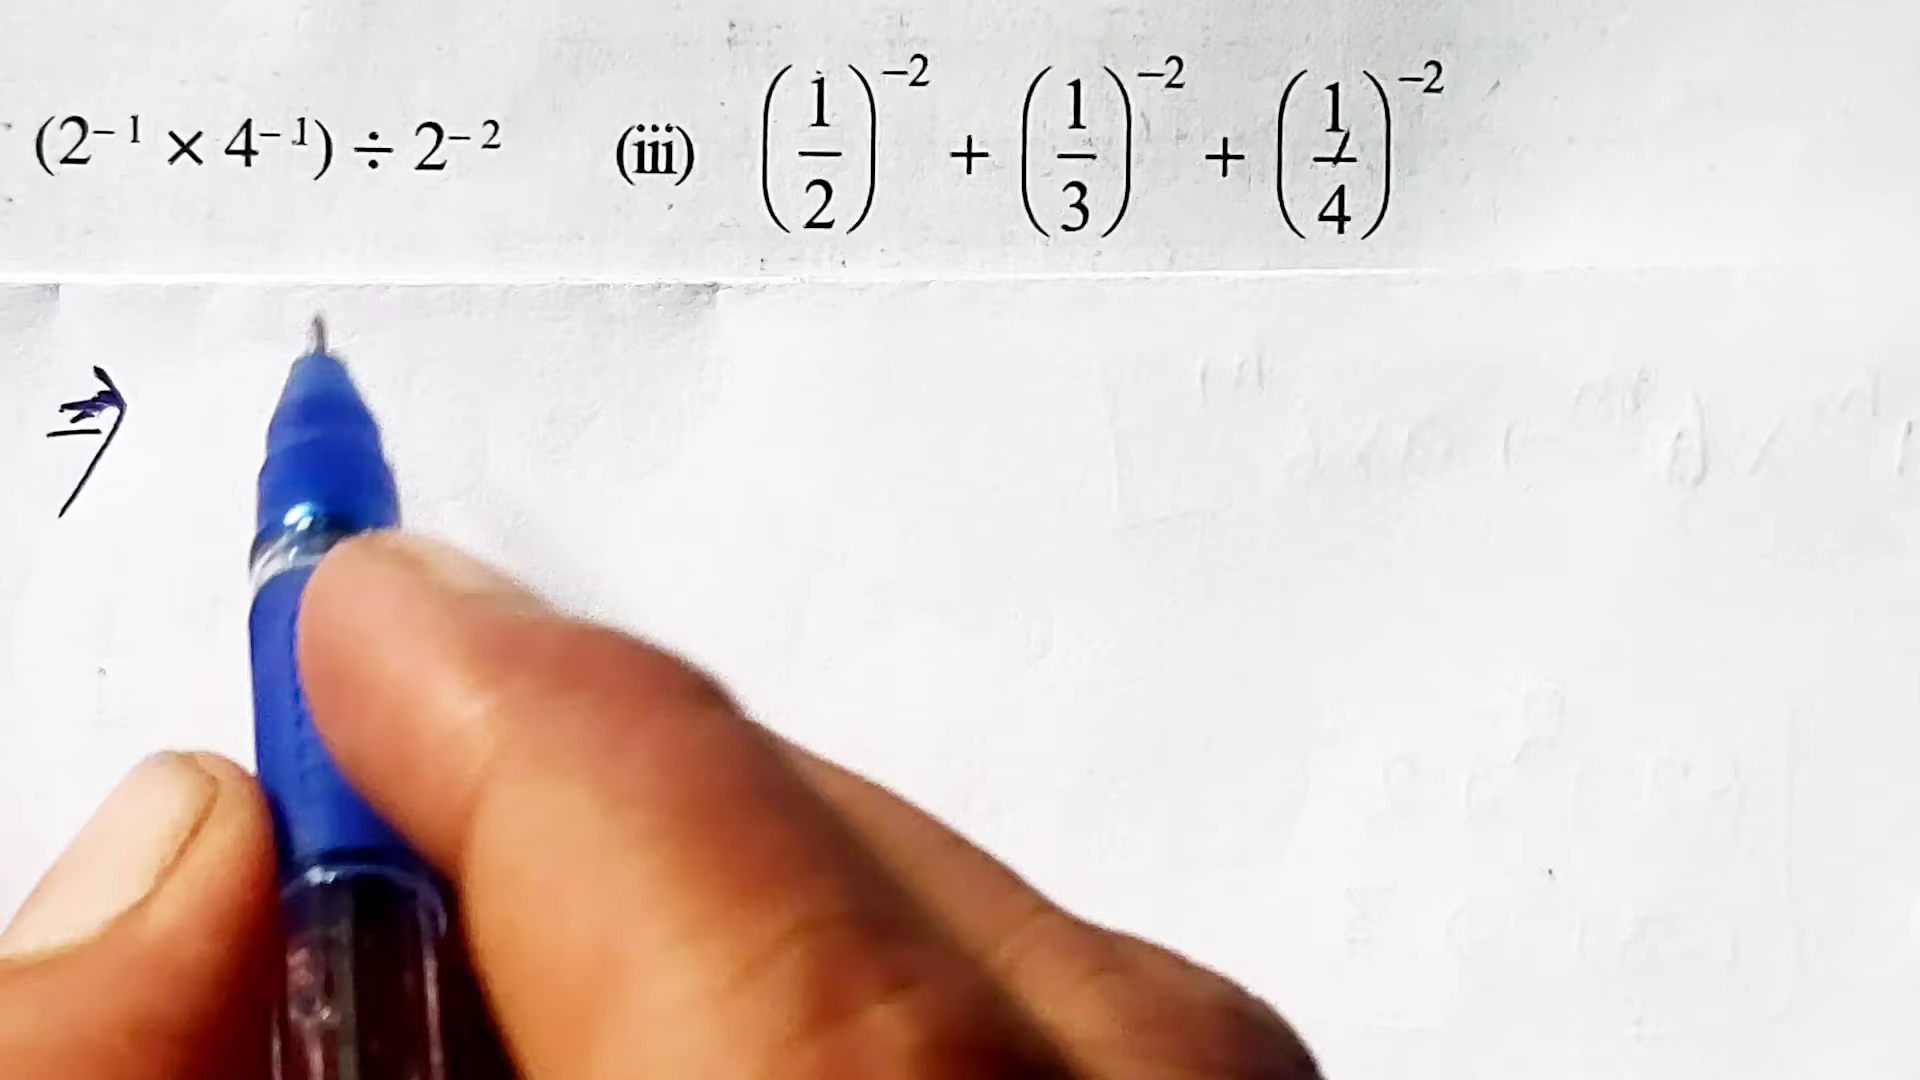 (2⁻¹ × 4⁻¹) ÷ 2⁻² (iii) (1/2)⁻² + (1/3)⁻² + (1/4)⁻²
⇒